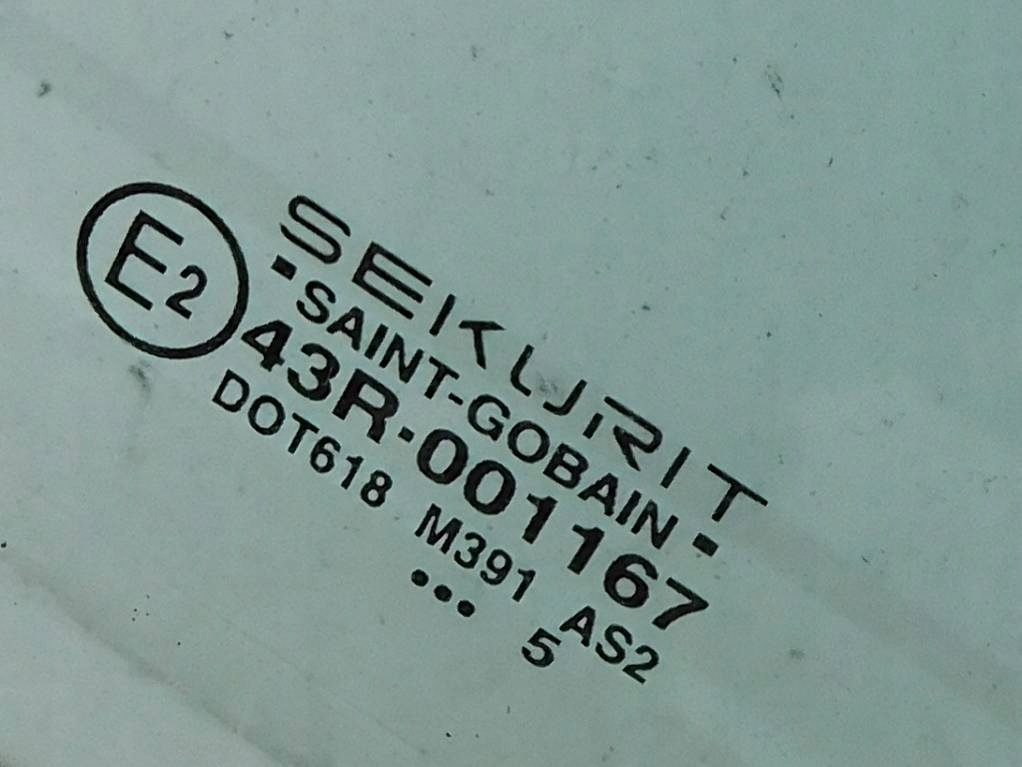 SEKURIT
E2
▪SAINT-GOBAIN▪
43R-001167
DOT618 M391 AS2
••• 5